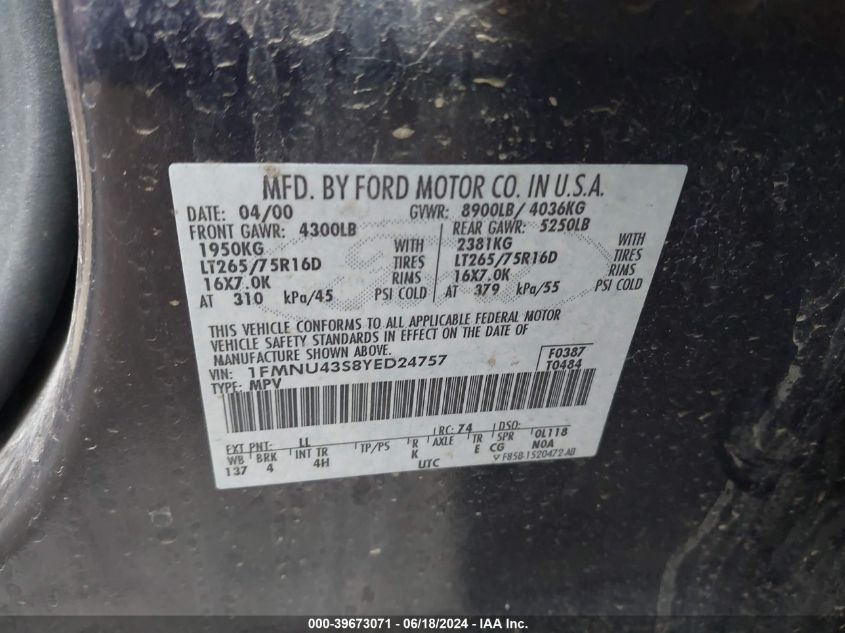 MFD. BY FORD MOTOR CO. IN U.S.A.
DATE: 04/00 GVWR: 8900LB/ 4036KG
FRONT GAWR: 4300LB REAR GAWR: 5250LB
1950KG WITH 2381KG WITH
LT265/75R16D TIRES LT265/75R16D TIRES
16X7.0K RIMS 16X7.0K RIMS
AT 310 kPa/45 PSI COLD AT 379 kPa/55 PSI COLD
THIS VEHICLE CONFORMS TO ALL APPLICABLE FEDERAL MOTOR
VEHICLE SAFETY STANDARDS IN EFFECT ON THE DATE OF
MANUFACTURE SHOWN ABOVE.
VIN: 1FMNU43S8YED24757 F0387
TYPE: MPV T0484
EXT PNT: LL RC: 74 DSO:
WB BRK INT TR TP/PS R AXLE TR SPR 0L118
137 4 4H K E CG N0A
UTC F85B-1520472-AB
000-39673071 - 06/18/2024 - IAA Inc.